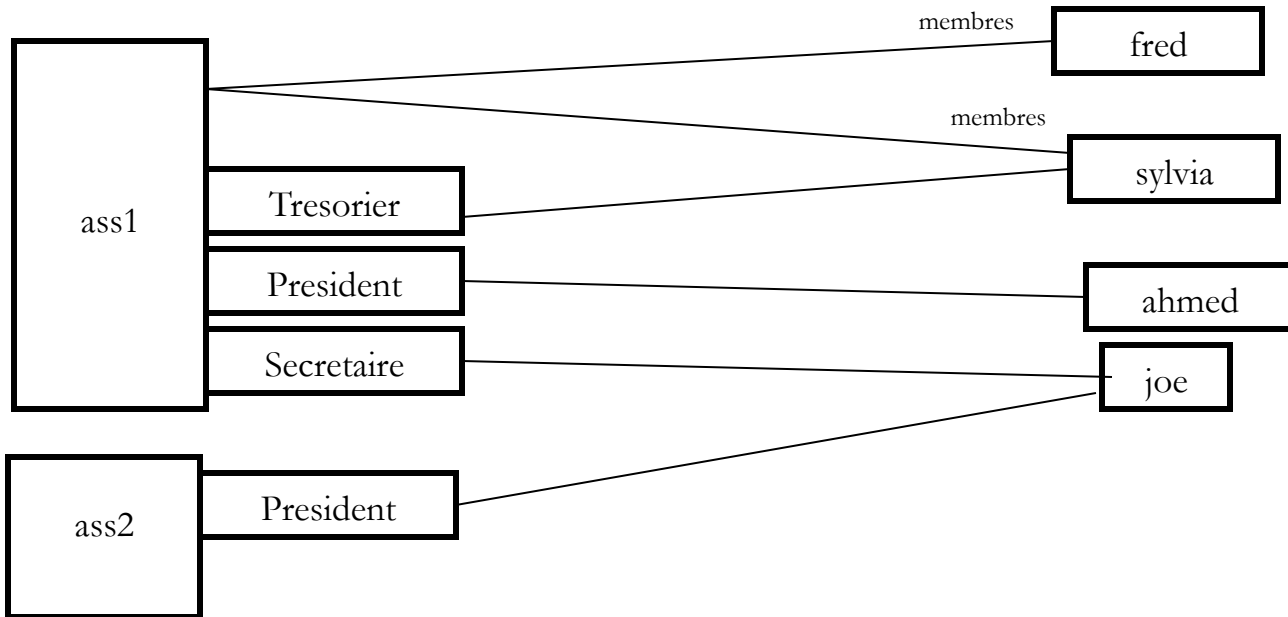 membres
fred
membres
sylvia
ass1
Tresorier
President
ahmed
Secretaire
joe
ass2
President